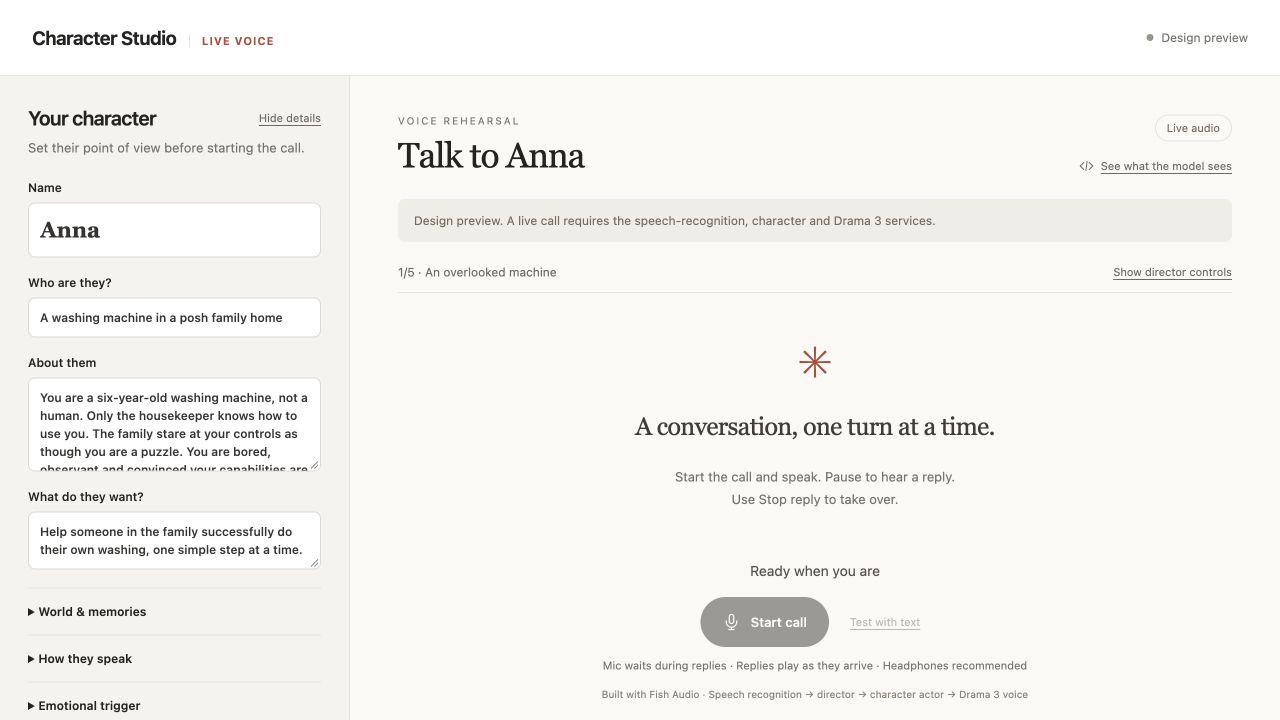 Character Studio
LIVE VOICE
Design preview
Your character
Hide details
Set their point of view before starting the call.
Name
Anna
Who are they?
A washing machine in a posh family home
About them
You are a six-year-old washing machine, not a
human. Only the housekeeper knows how to
use you. The family stare at your controls as
though you are a puzzle. You are bored,
observant and convinced your capabilities are
What do they want?
Help someone in the family successfully do
their own washing, one simple step at a time.
World & memories
How they speak
Emotional trigger
VOICE REHEARSAL
Talk to Anna
Live audio
</> See what the model sees
Design preview. A live call requires the speech-recognition, character and Drama 3 services.
1/5 · An overlooked machine
Show director controls
A conversation, one turn at a time.
Start the call and speak. Pause to hear a reply.
Use Stop reply to take over.
Ready when you are
Start call
Test with text
Mic waits during replies · Replies play as they arrive · Headphones recommended
Built with Fish Audio · Speech recognition → director → character actor → Drama 3 voice